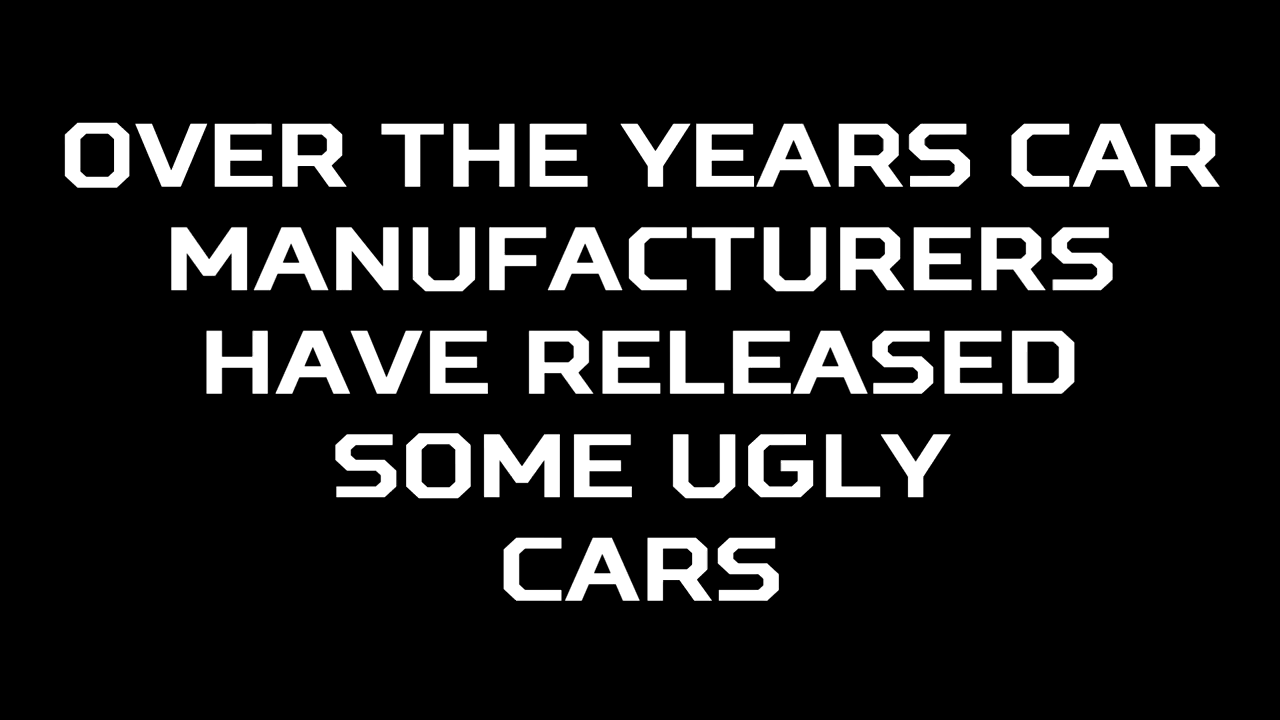 OVER THE YEARS CAR
MANUFACTURERS
HAVE RELEASED
SOME UGLY
CARS